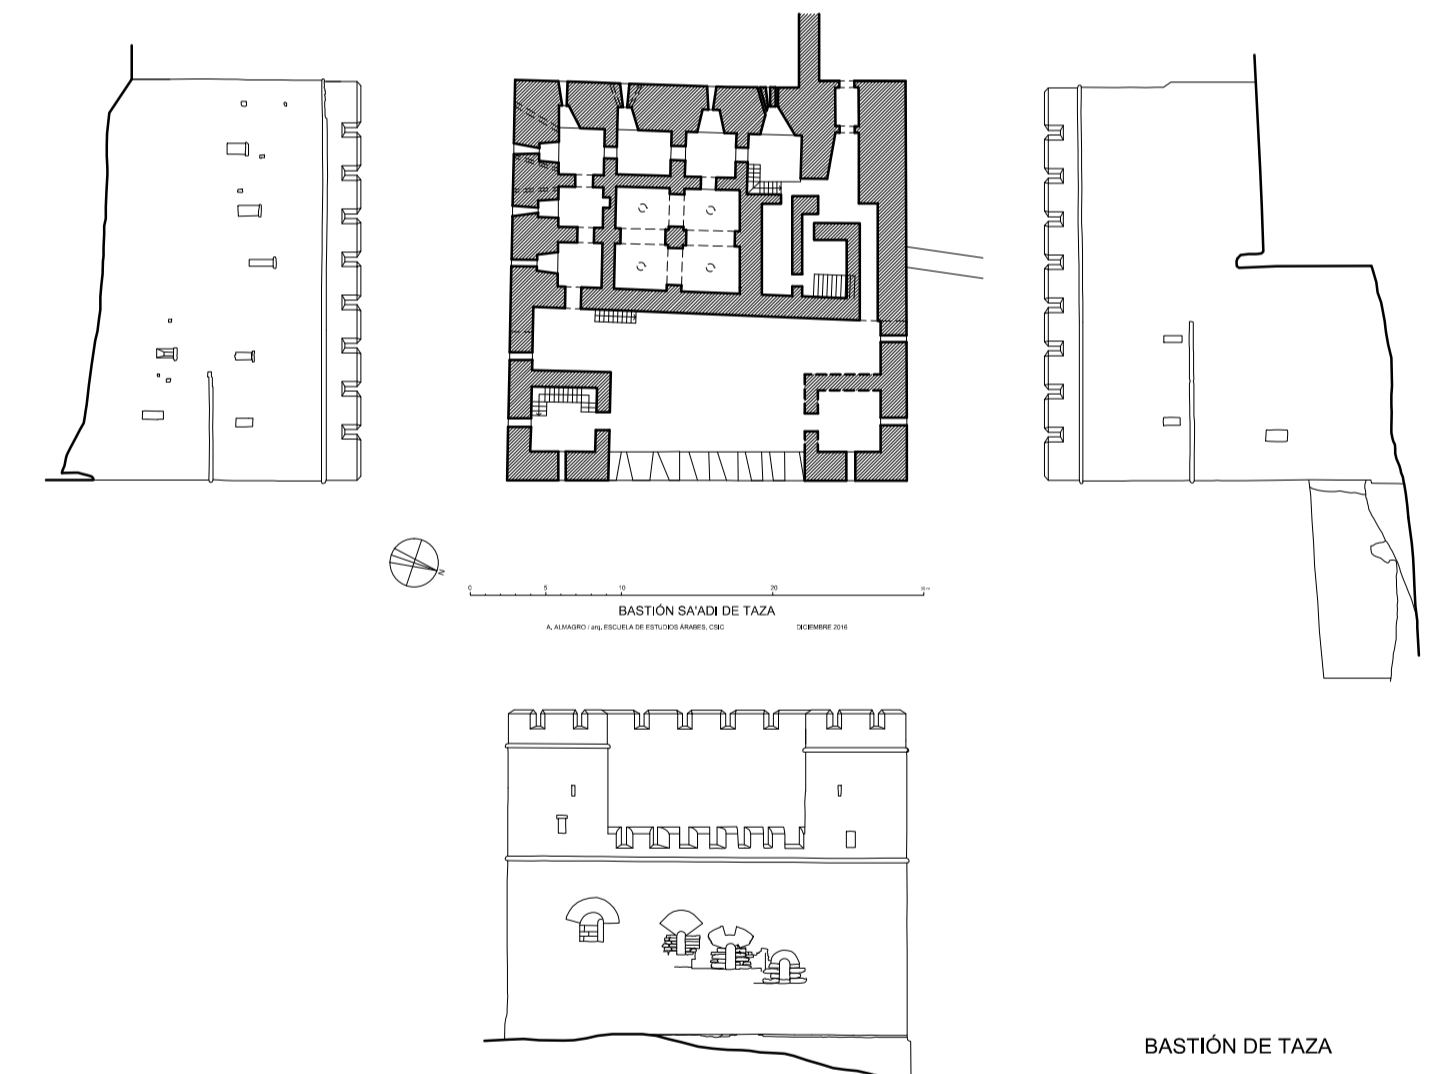 N
0 5 10 20 30 m
BASTIÓN SA'ADI DE TAZA
A. ALMAGRO / arq. ESCUELA DE ESTUDIOS ÁRABES, CSIC DICIEMBRE 2016
BASTIÓN DE TAZA